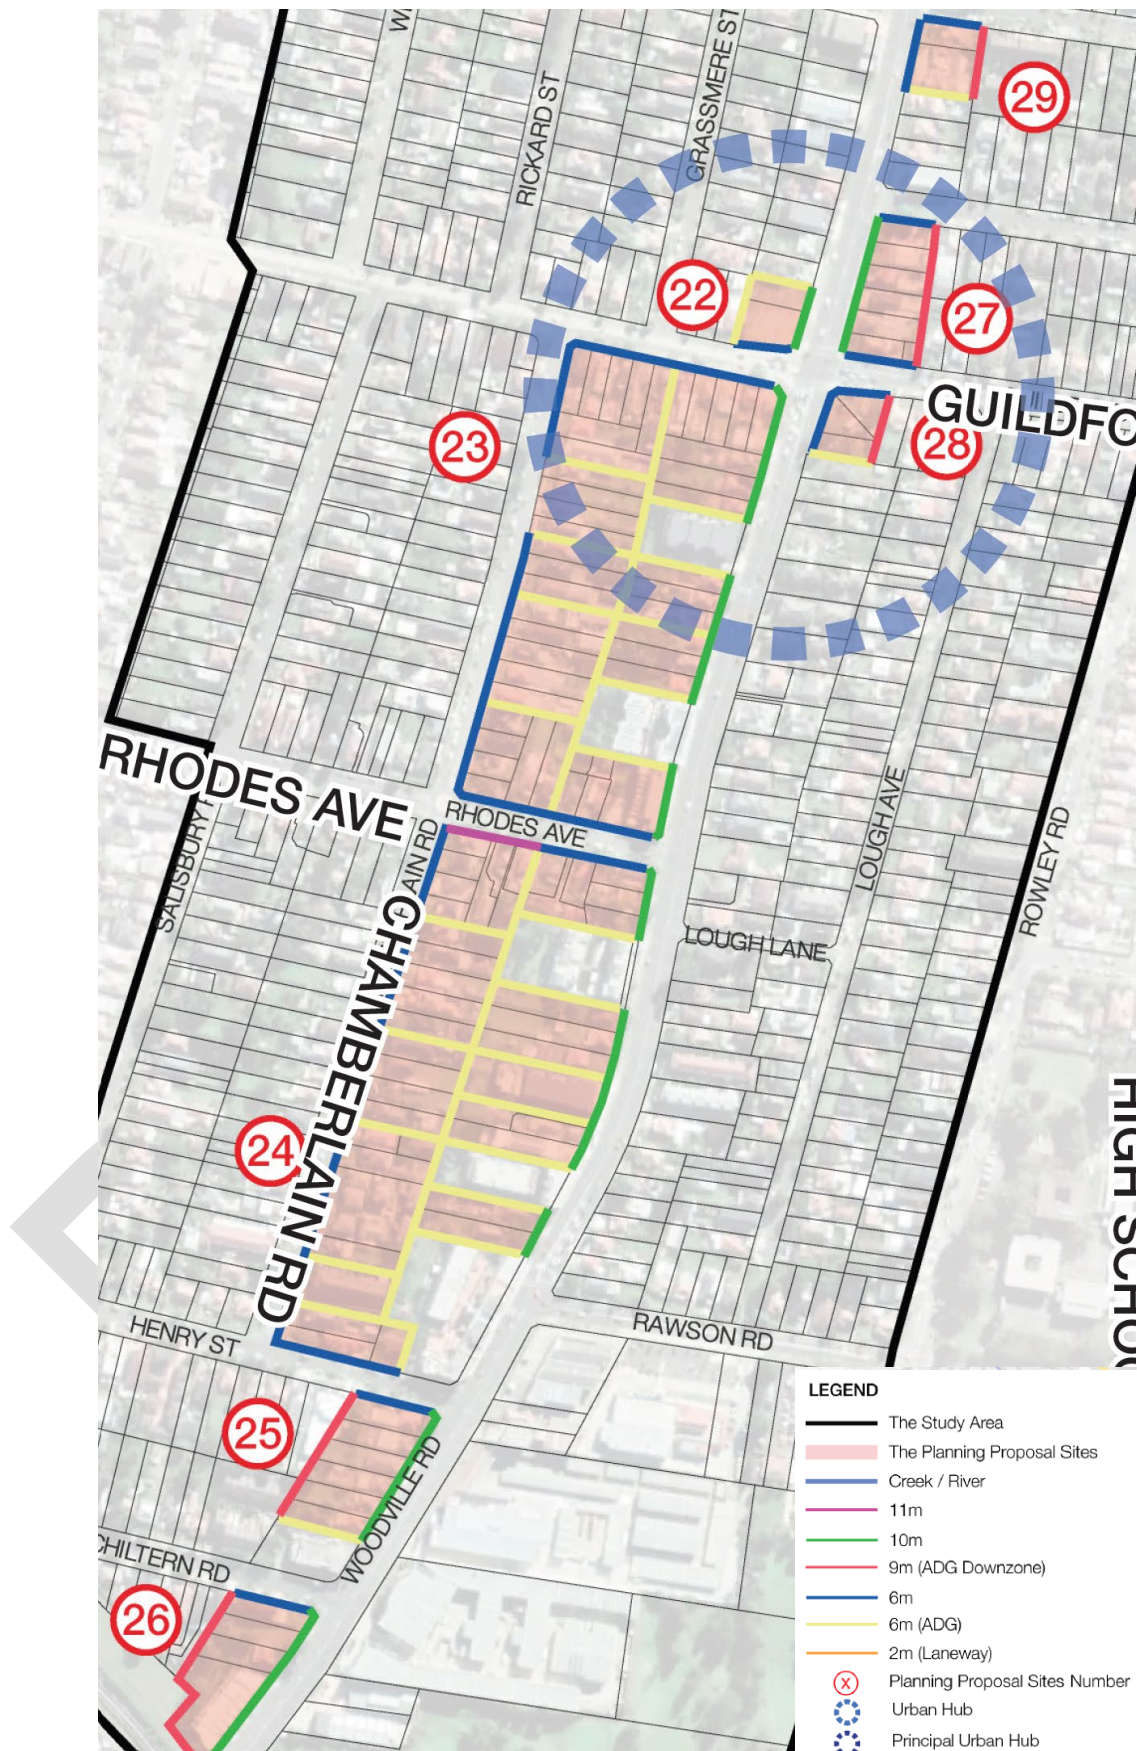 RICKARD ST
GRASSMERE ST
29
22
27
GUILDFO
28
23
RHODES AVE
RHODES AVE
LOUGH AVE
ROWLEY RD
SALISBURY
AIN RD
CHAMBERLAIN RD
LOUGH LANE
24
HIGH SCHOO
HENRY ST
RAWSON RD
25
WOODVILLE RD
CHILTERN RD
26
LEGEND
The Study Area
The Planning Proposal Sites
Creek / River
11m
10m
9m (ADG Downzone)
6m
6m (ADG)
2m (Laneway)
X Planning Proposal Sites Number
Urban Hub
Principal Urban Hub